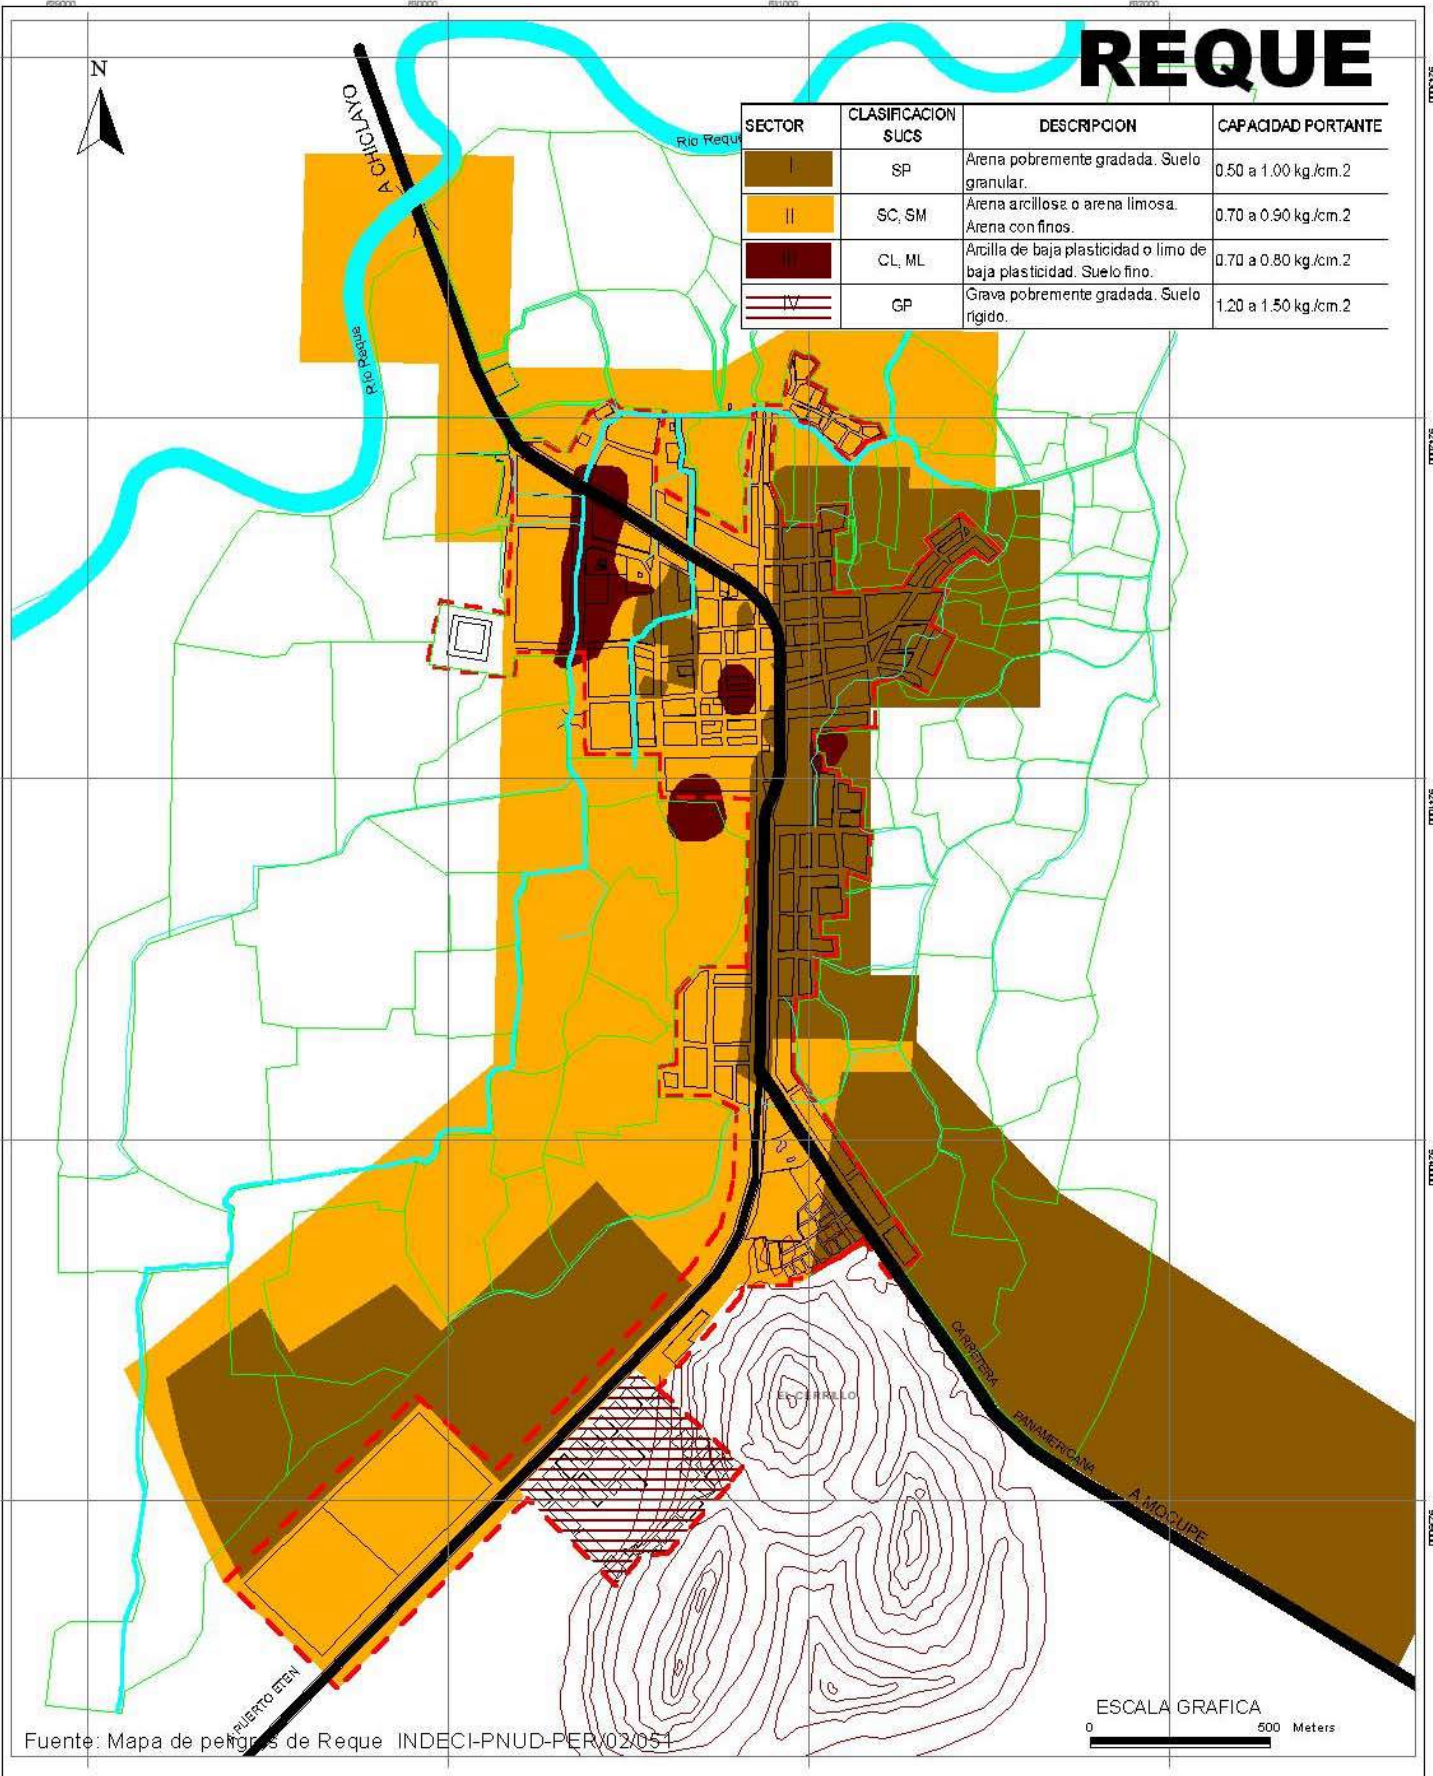 629000
630000
631000
632000
REQUE
N
A CHICLAYO
Rio Reque
SECTOR
CLASIFICACION SUCS
DESCRIPCION
CAPACIDAD PORTANTE
I
SP
Arena pobremente gradada. Suelo
granular.
0.50 a 1.00 kg./cm.2
II
SC, SM
Arena arcillosa o arena limosa.
Arena con finos.
0.70 a 0.90 kg./cm.2
III
CL, ML
Arcilla de baja plasticidad o limo de
baja plasticidad. Suelo fino.
0.70 a 0.80 kg./cm.2
IV
GP
Grava pobremente gradada. Suelo
rigido.
1.20 a 1.50 kg./cm.2
Rio Reque
EL CERRILLO
CARRETERA
PANAMERICANA
A MOCUPE
A PUERTO ETEN
ESCALA GRAFICA
0 500 Meters
Fuente: Mapa de peligros de Reque INDECI-PNUD-PER/02/051